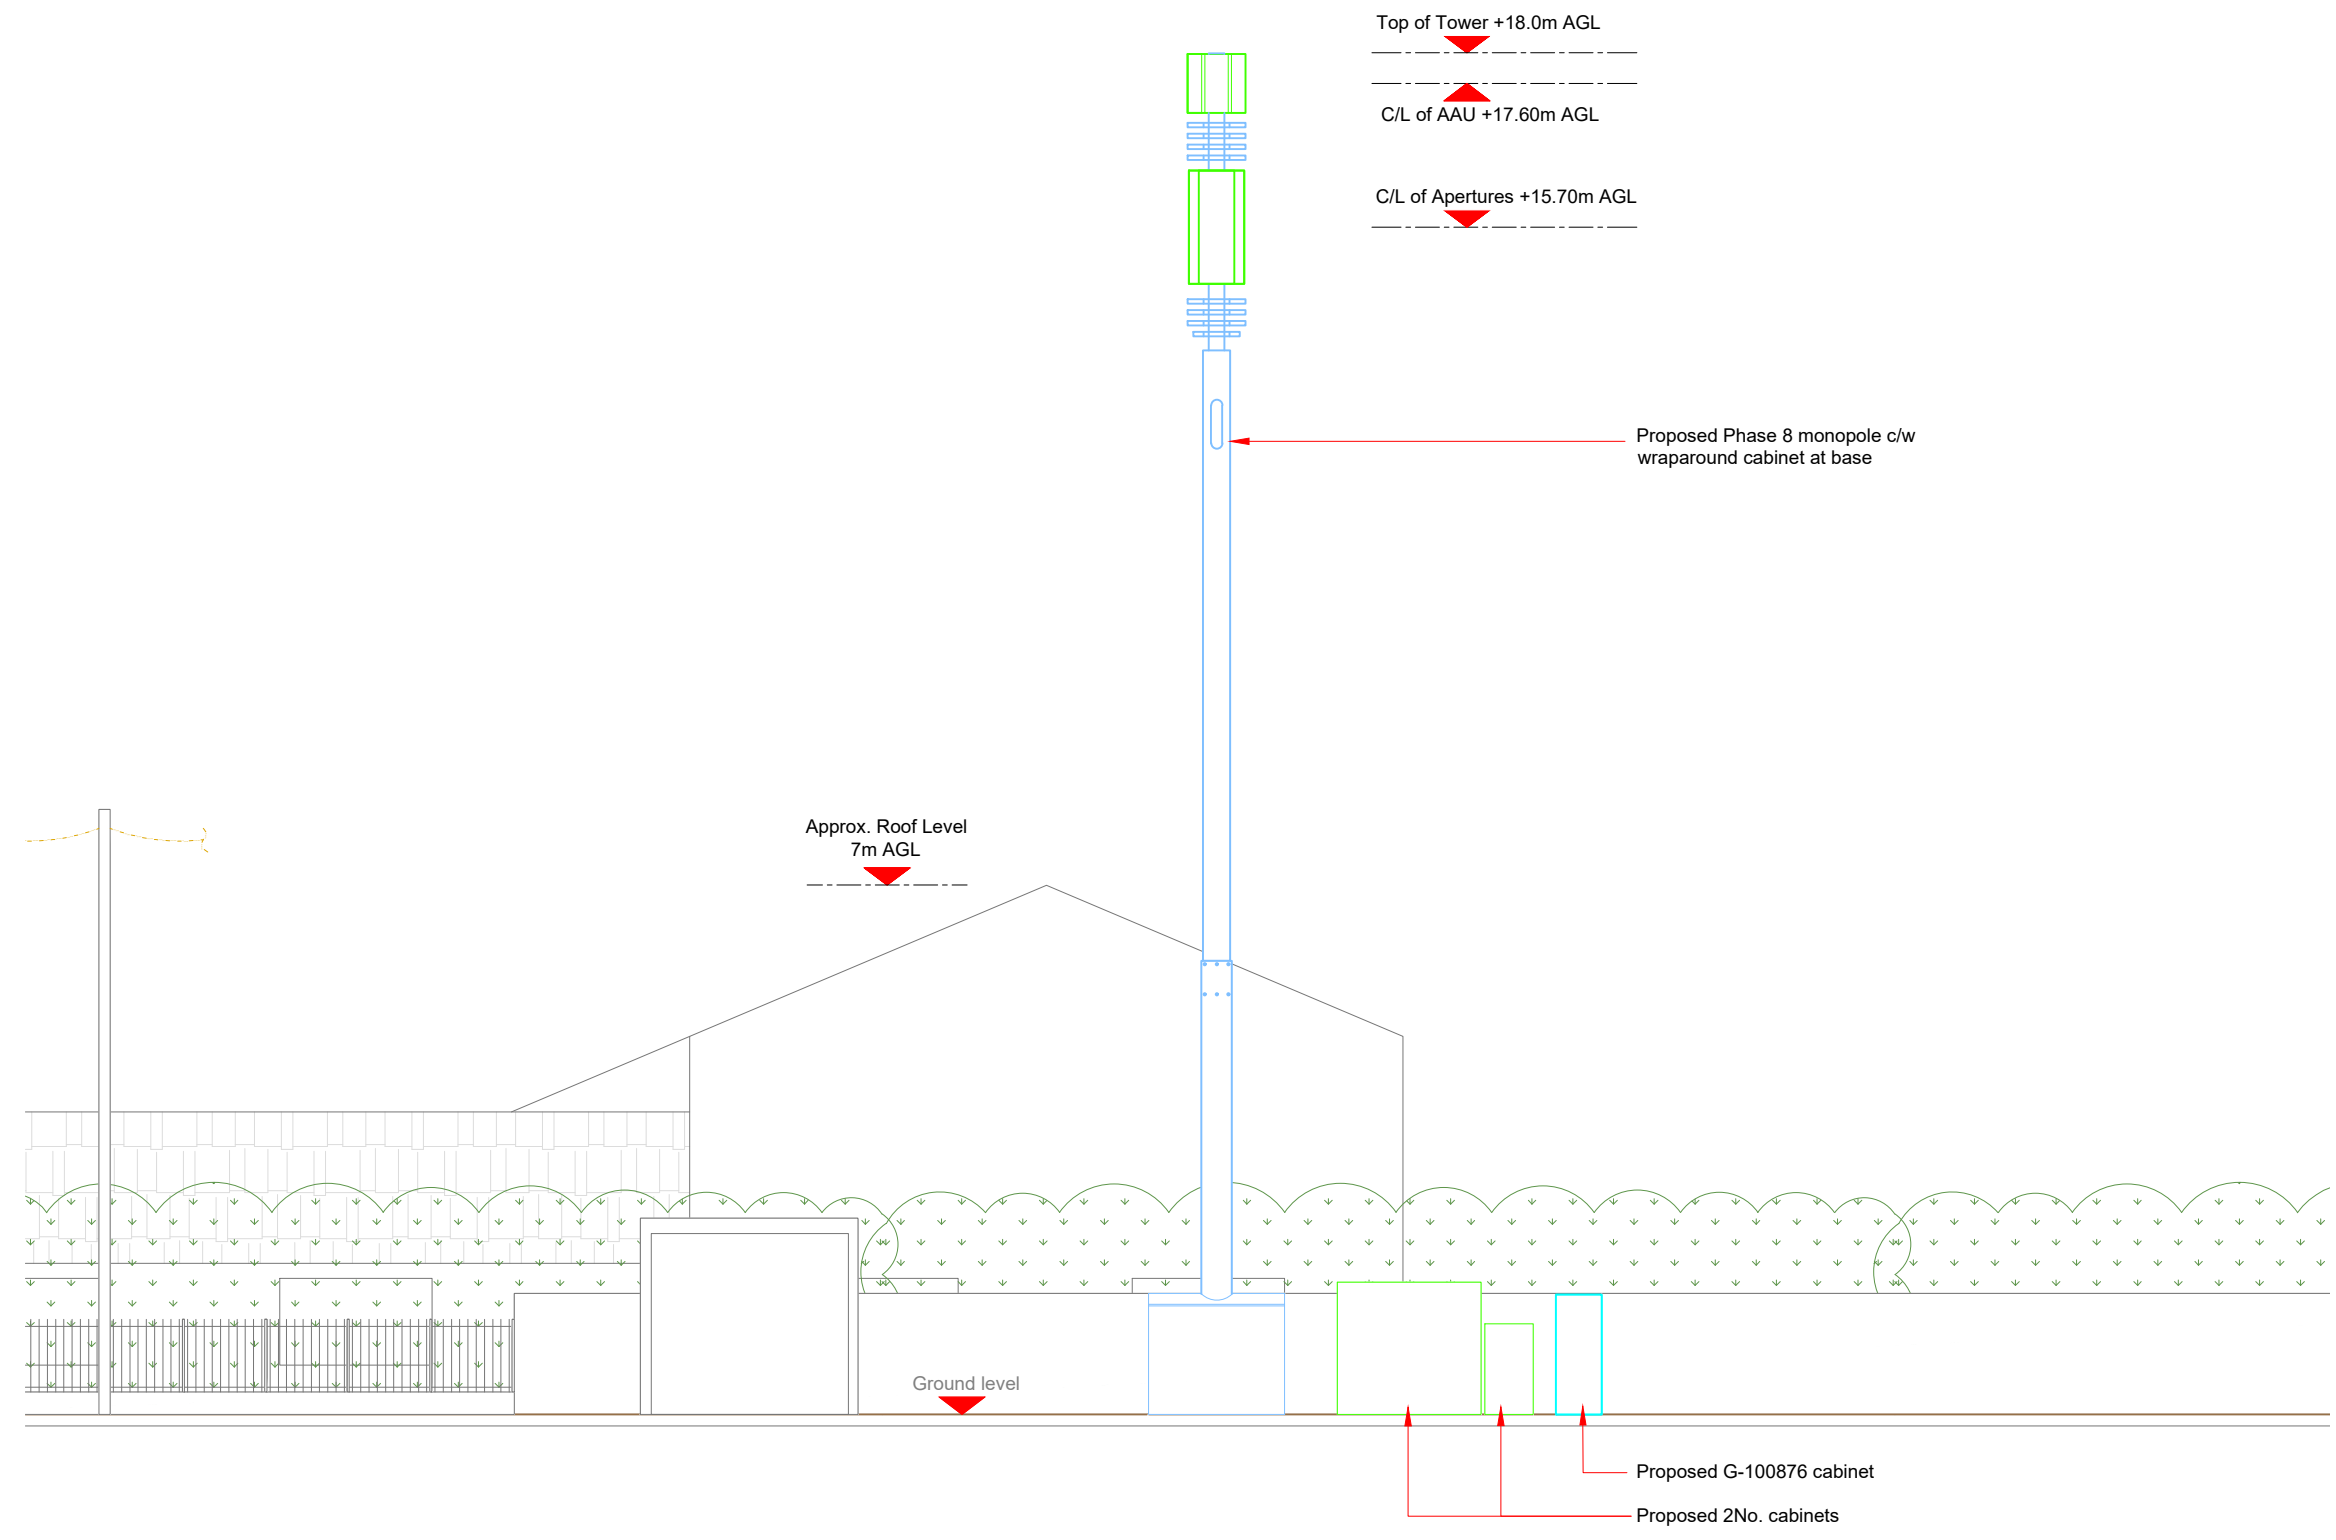 Top of Tower +18.0m AGL
C/L of AAU +17.60m AGL
C/L of Apertures +15.70m AGL
Proposed Phase 8 monopole c/w
wraparound cabinet at base
Approx. Roof Level
7m AGL
Ground level
Proposed G-100876 cabinet
Proposed 2No. cabinets